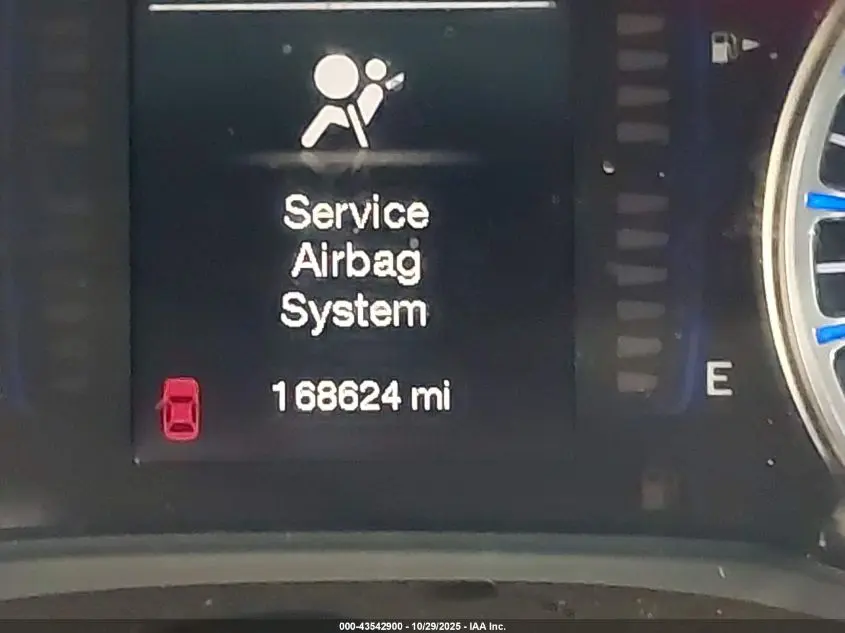 Service
Airbag
System
168624 mi
E
000-43542900 - 10/29/2025 - IAA Inc.